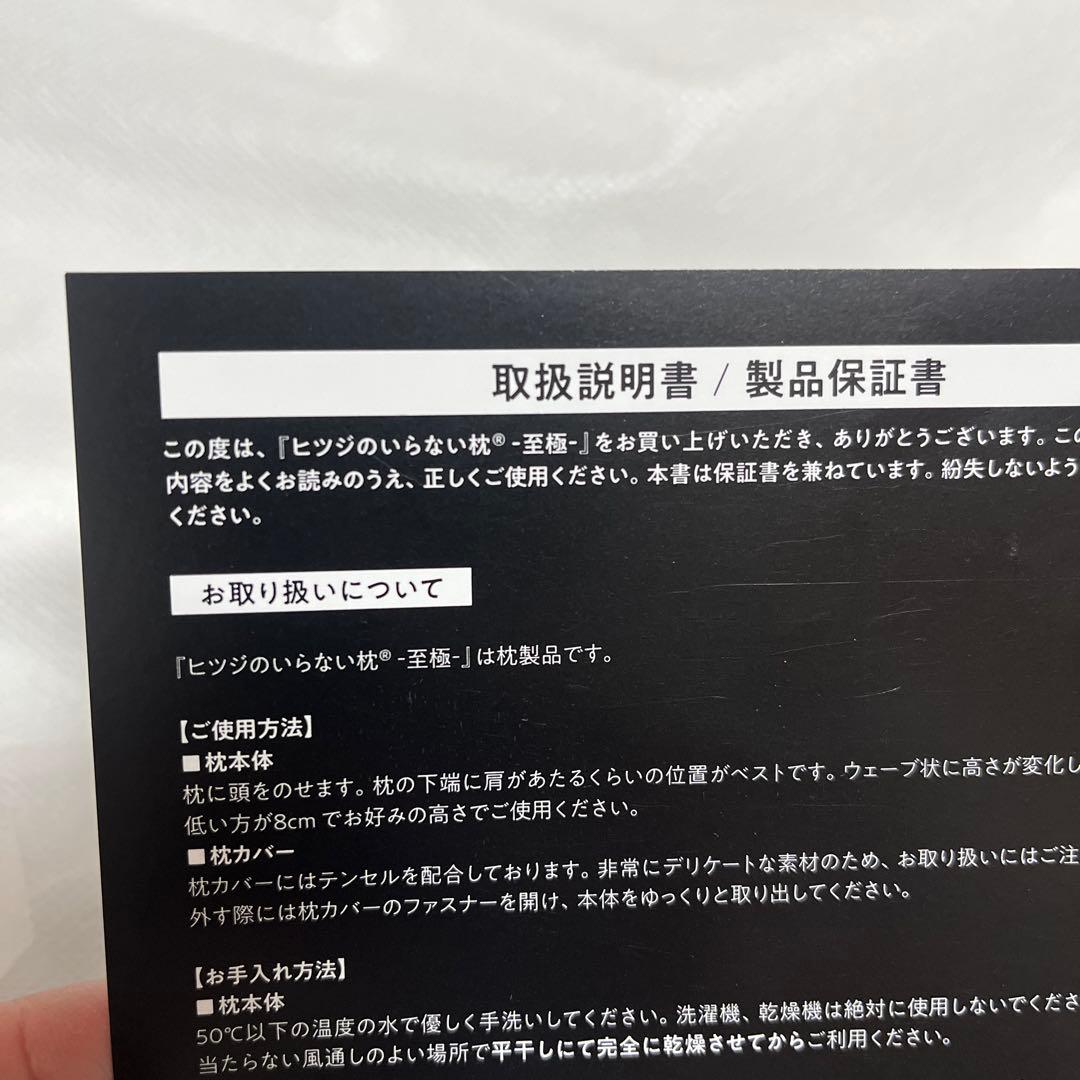 取扱説明書 / 製品保証書
この度は、『ヒツジのいらない枕® -至極-』をお買い上げいただき、ありがとうございます。この
内容をよくお読みのうえ、正しくご使用ください。本書は保証書を兼ねています。紛失しないよう
ください。
お取り扱いについて
『ヒツジのいらない枕® -至極-』は枕製品です。
【ご使用方法】
■枕本体
枕に頭をのせます。枕の下端に肩があたるくらいの位置がベストです。ウェーブ状に高さが変化し
低い方が8cmでお好みの高さでご使用ください。
■枕カバー
枕カバーにはテンセルを配合しております。非常にデリケートな素材のため、お取り扱いにはご注
外す際には枕カバーのファスナーを開け、本体をゆっくりと取り出してください。
【お手入れ方法】
■枕本体
50℃以下の温度の水で優しく手洗いしてください。洗濯機、乾燥機は絶対に使用しないでくださ
当たらない風通しのよい場所で平干しにて完全に乾燥させてからご利用ください。